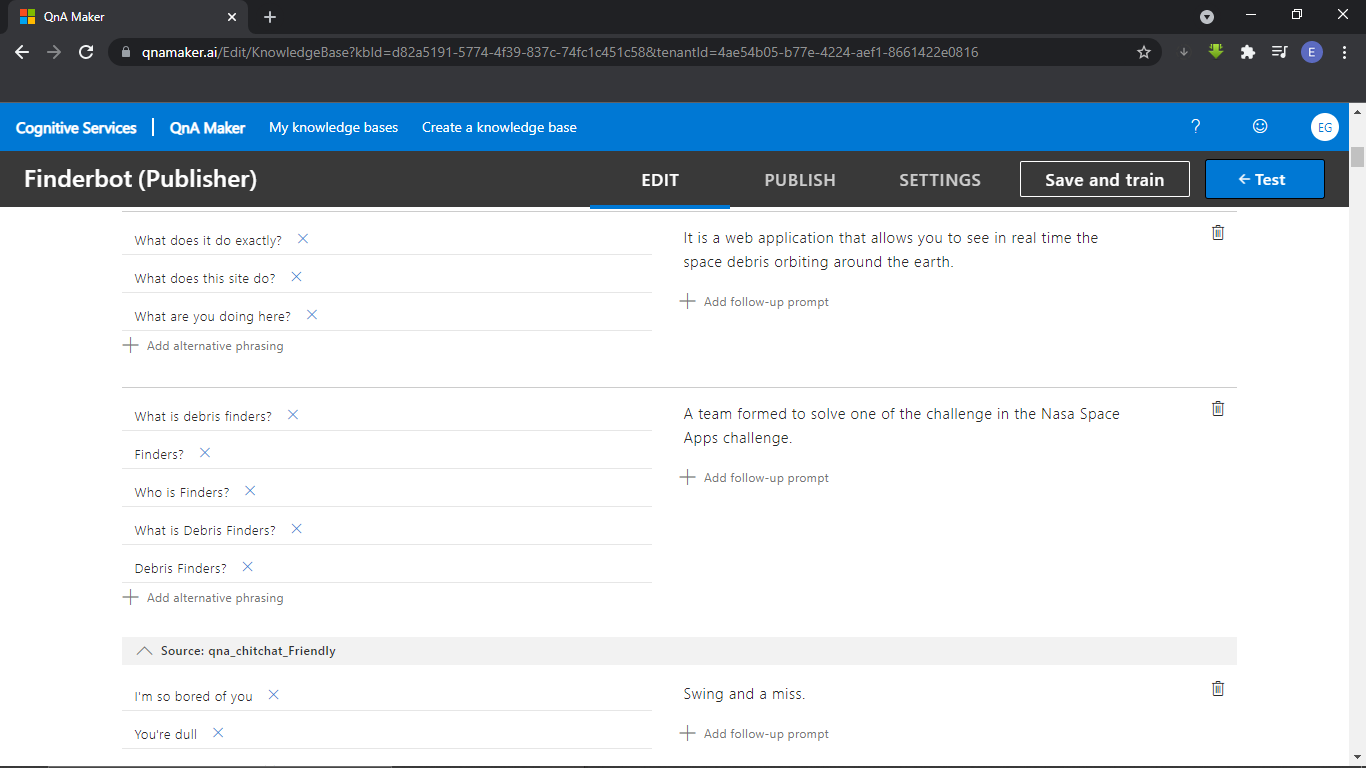 QnA Maker
qnamaker.ai/Edit/KnowledgeBase?kbId=d82a5191-5774-4f39-837c-74fc1c451c58&tenantId=4ae54b05-b77e-4224-aef1-8661422e0816
E
Cognitive Services
QnA Maker
My knowledge bases
Create a knowledge base
?
EG
Finderbot (Publisher)
EDIT
PUBLISH
SETTINGS
Save and train
← Test
What does it do exactly?
What does this site do?
What are you doing here?
Add alternative phrasing
It is a web application that allows you to see in real time the
space debris orbiting around the earth.
Add follow-up prompt
What is debris finders?
Finders?
Who is Finders?
What is Debris Finders?
Debris Finders?
Add alternative phrasing
A team formed to solve one of the challenge in the Nasa Space
Apps challenge.
Add follow-up prompt
Source: qna_chitchat_Friendly
I'm so bored of you
You're dull
Swing and a miss.
Add follow-up prompt